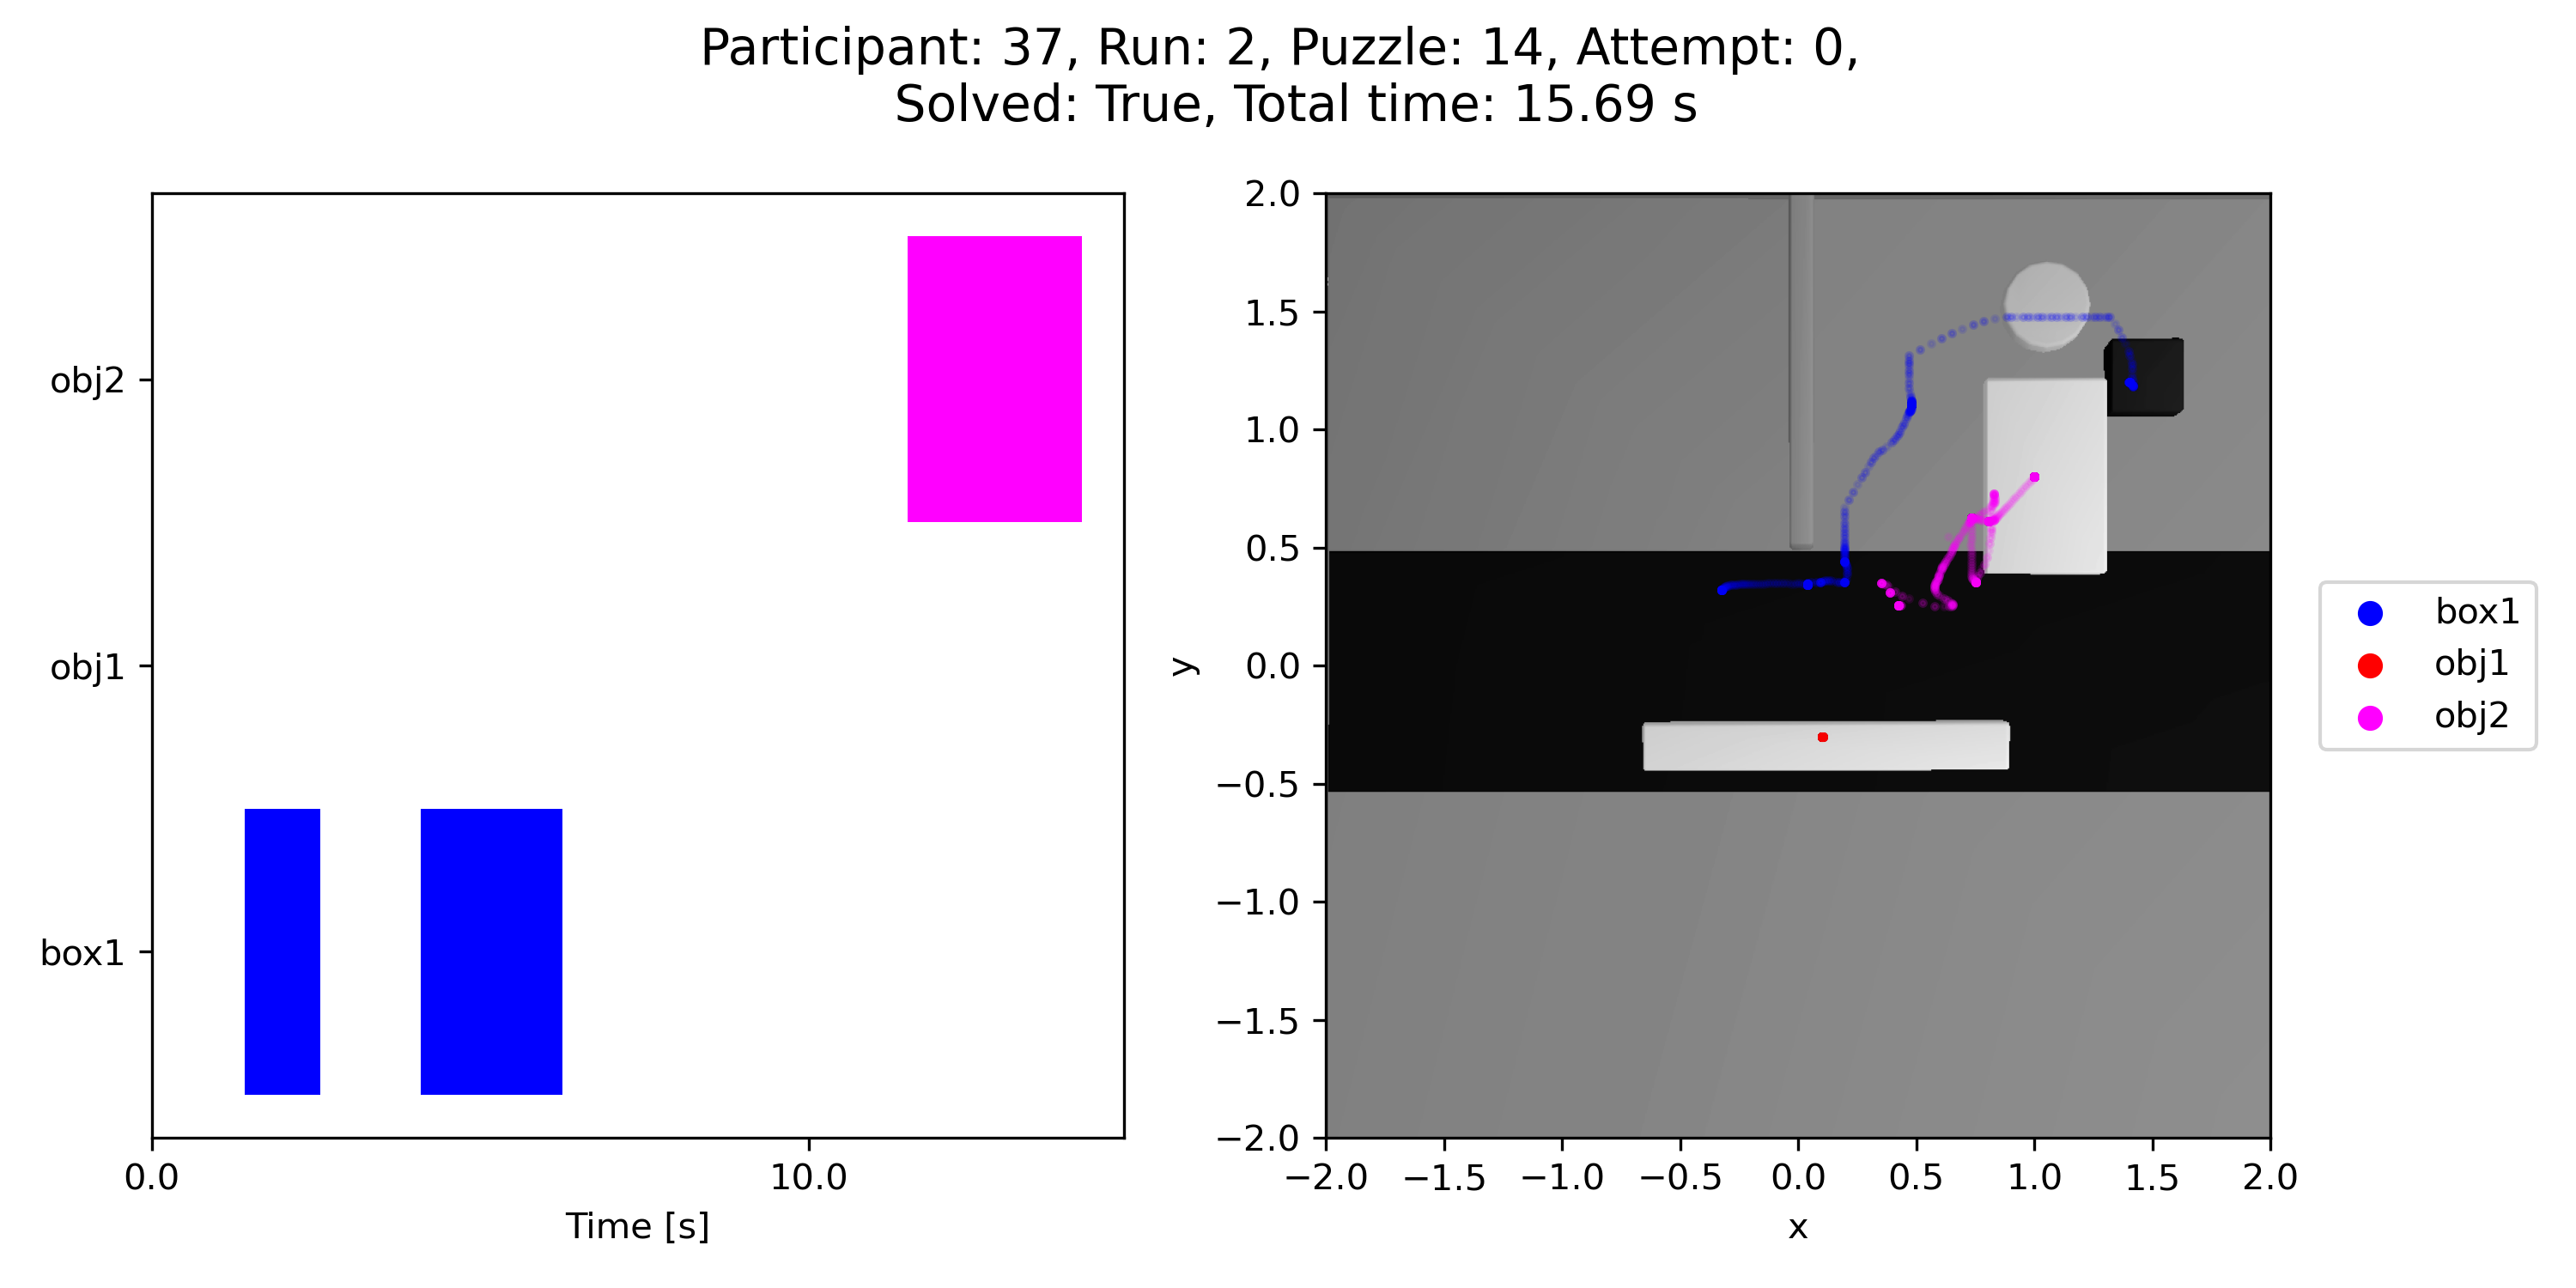 Participant: 37, Run: 2, Puzzle: 14, Attempt: 0,
Solved: True, Total time: 15.69 s
obj2
obj1
box1
0.0
10.0
Time [s]
2.0
1.5
1.0
0.5
0.0
−0.5
−1.0
−1.5
−2.0
y
−2.0
−1.5
−1.0
−0.5
0.0
0.5
1.0
1.5
2.0
x
box1
obj1
obj2